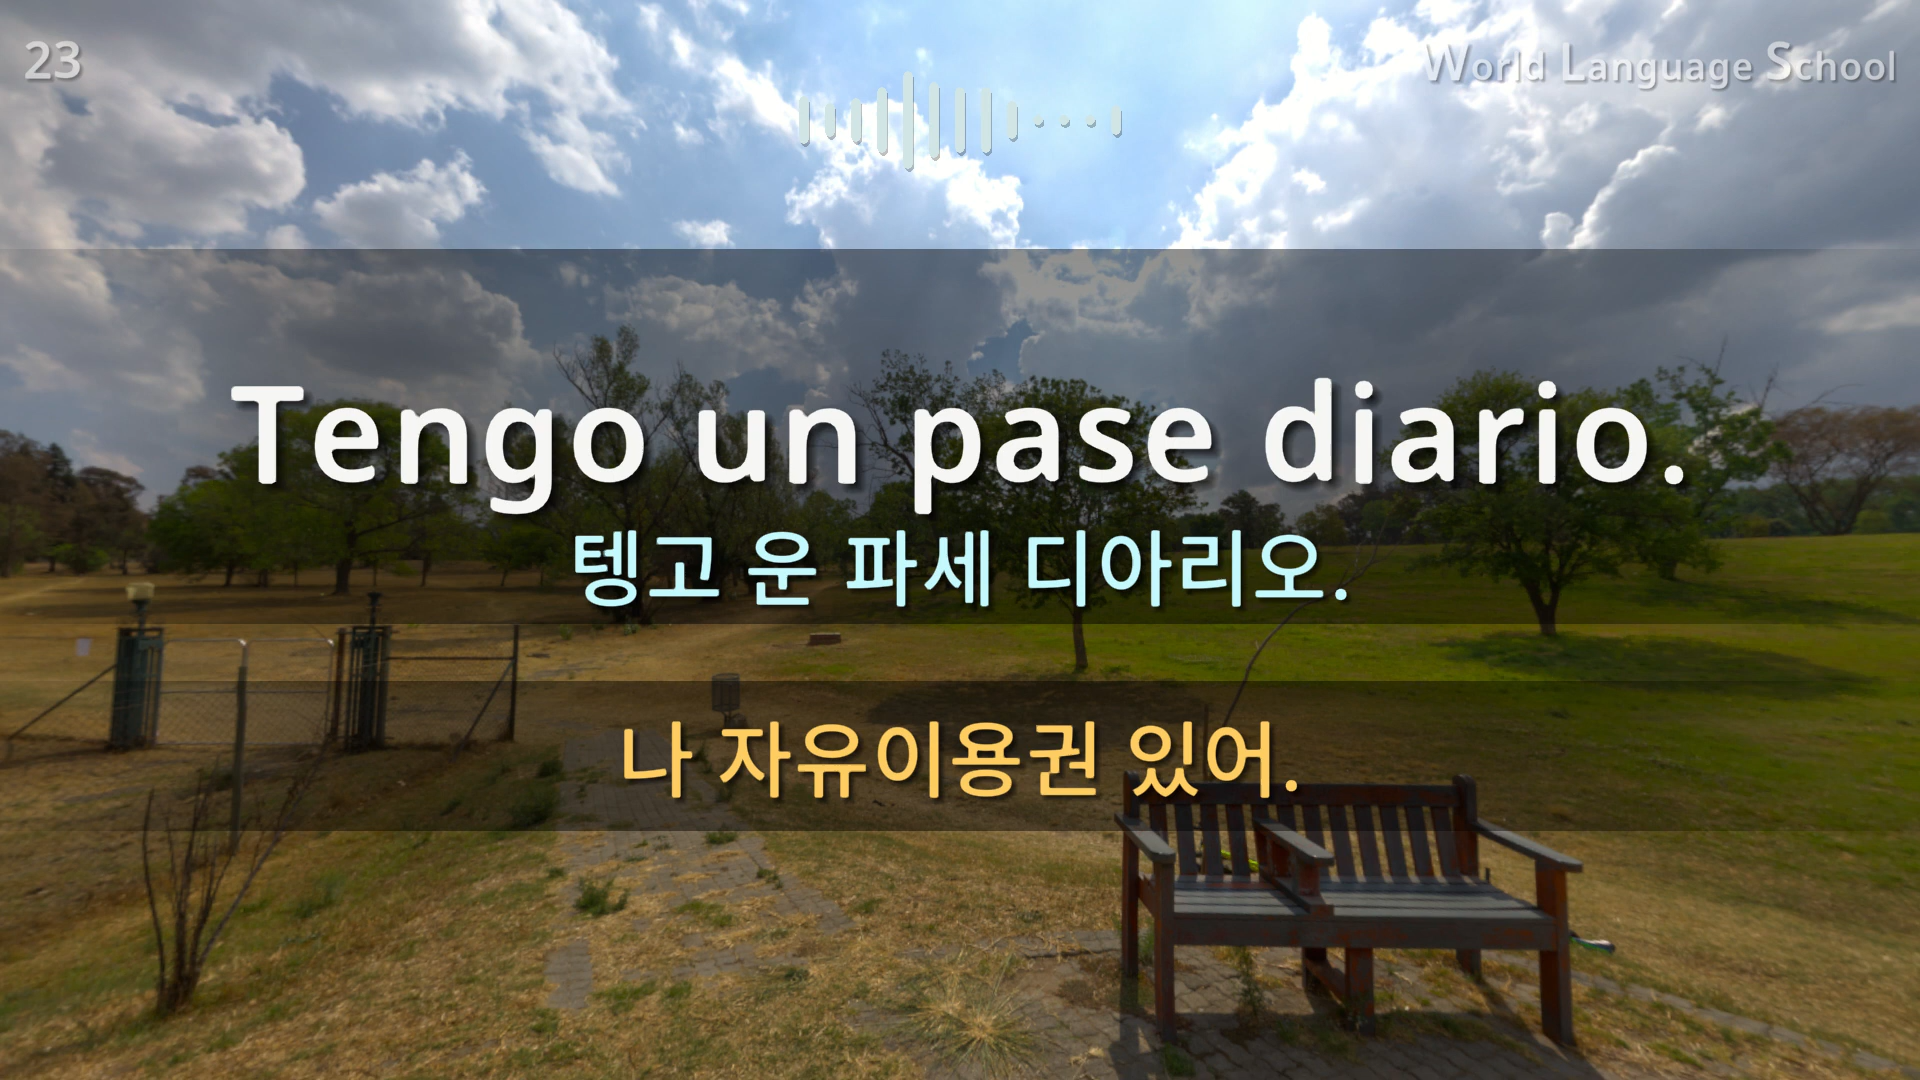 23
World Language School
Tengo un pase diario.
텡고 운 파세 디아리오.
나 자유이용권 있어.